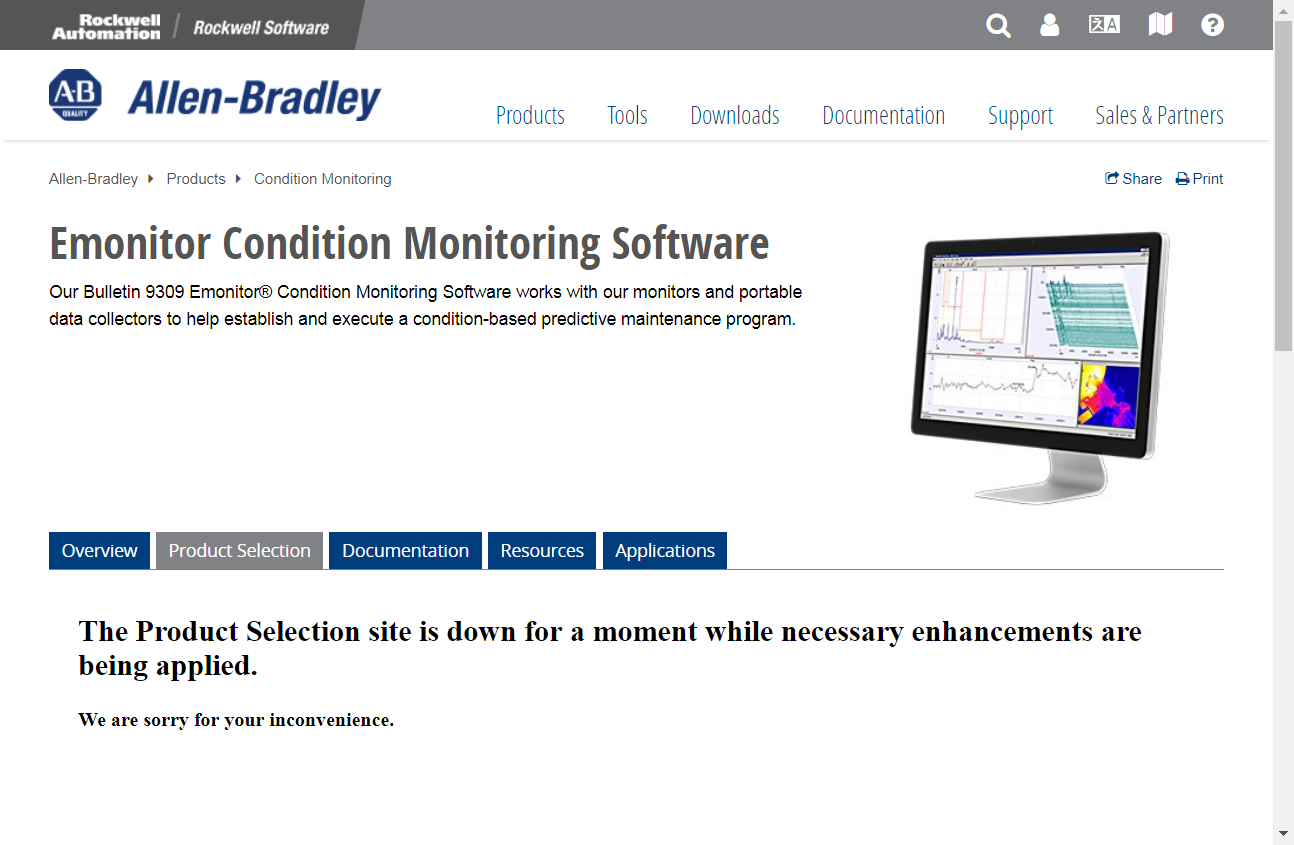 Rockwell
Automation
Rockwell Software
文A
?
A-B
QUALITY
Allen-Bradley
Products
Tools
Downloads
Documentation
Support
Sales & Partners
Allen-Bradley
Products
Condition Monitoring
Share
Print
Emonitor Condition Monitoring Software
Our Bulletin 9309 Emonitor® Condition Monitoring Software works with our monitors and portable
data collectors to help establish and execute a condition-based predictive maintenance program.
Overview
Product Selection
Documentation
Resources
Applications
The Product Selection site is down for a moment while necessary enhancements are
being applied.
We are sorry for your inconvenience.